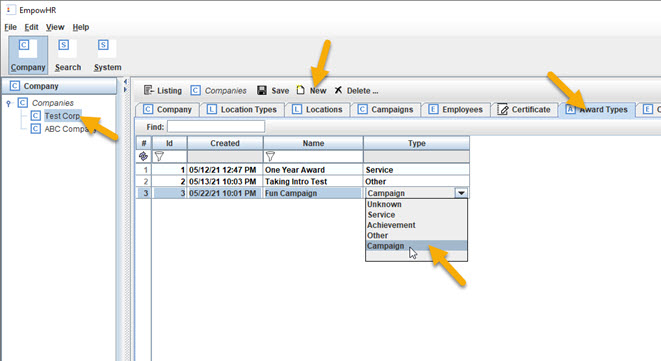 EmpowHR
File Edit View Help
C S S
Company Search System
C Company
Listing C Companies Save New Delete ...
C Companies
C Test Corp
C ABC Compa
C Company L Location Types L Locations C Campaigns E Employees Certificate A Award Types C
Find:
# Id Created Name Type
1 1 05/12/21 12:47 PM One Year Award Service
2 2 05/13/21 10:03 PM Taking Intro Test Other
3 3 05/22/21 10:01 PM Fun Campaign Campaign
Unknown
Service
Achievement
Other
Campaign